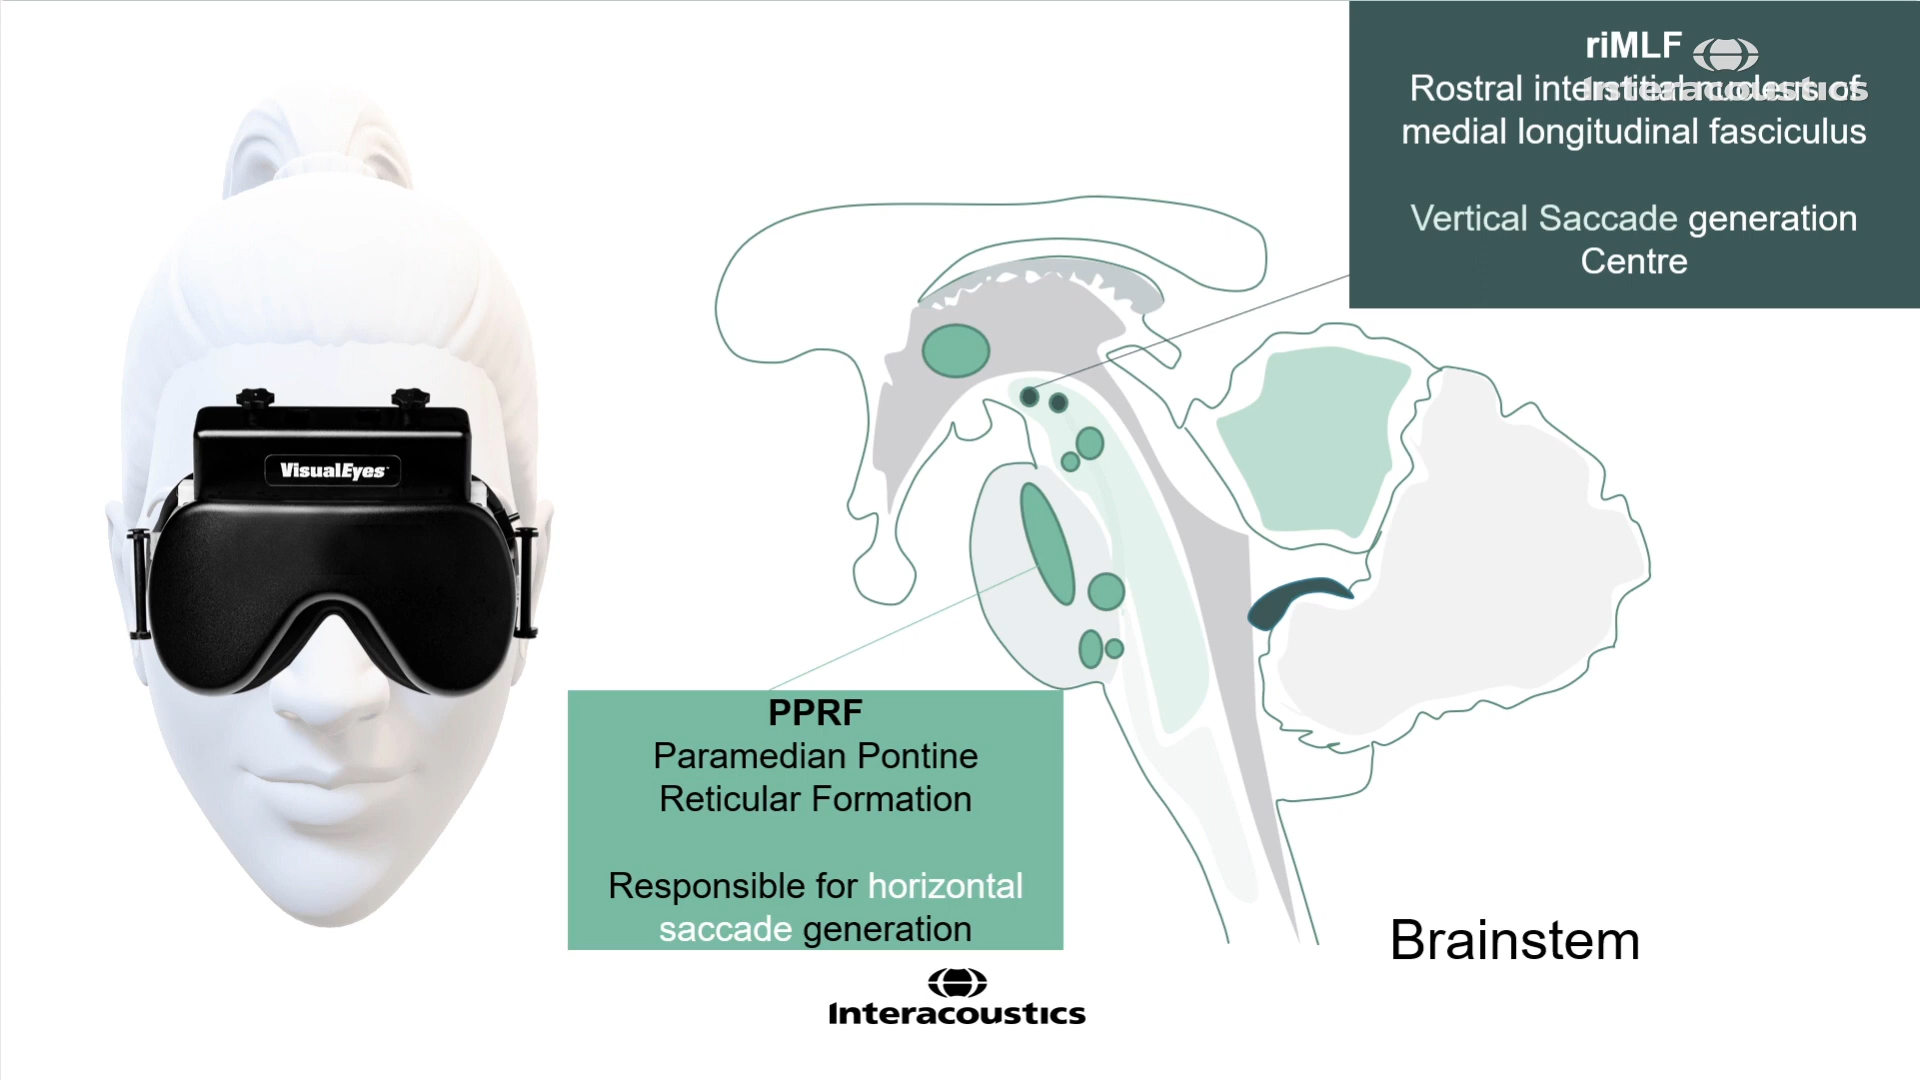 riMLF
Rostral interstitial nucleus of
medial longitudinal fasciculus
Vertical Saccade generation
Centre
Interacoustics
VisualEyes
PPRF
Paramedian Pontine
Reticular Formation
Responsible for horizontal
saccade generation
Brainstem
Interacoustics